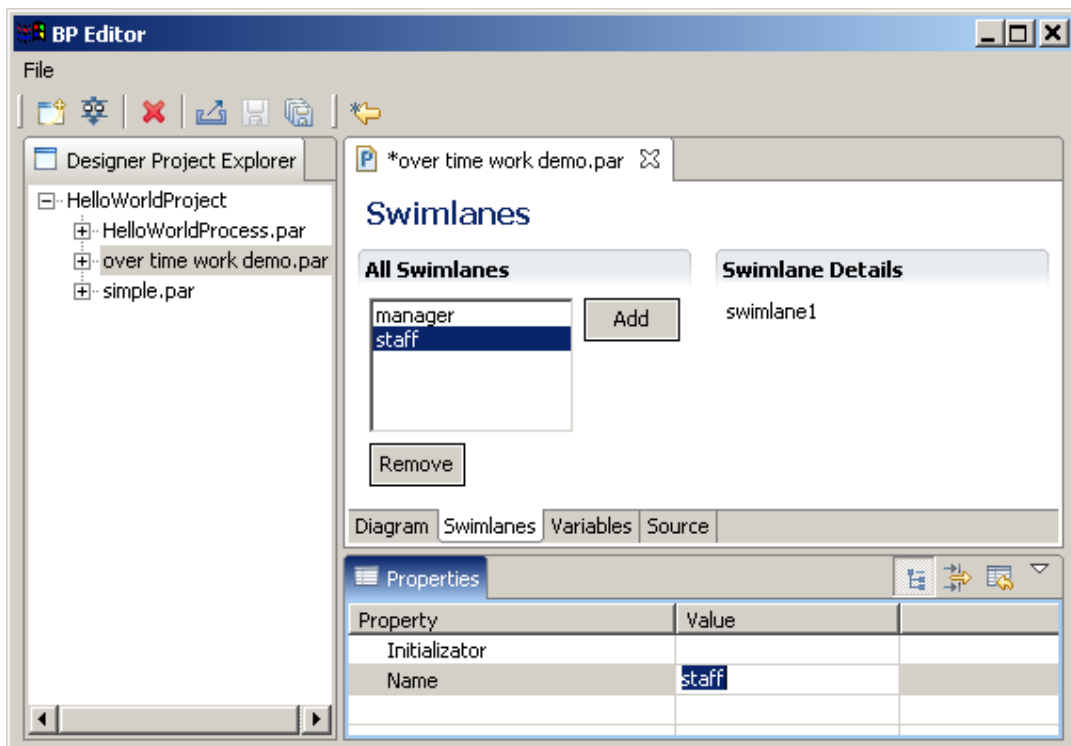 BP Editor
File
Designer Project Explorer
HelloWorldProject
HelloWorldProcess.par
over time work demo.par
simple.par
*over time work demo.par
Swimlanes
All Swimlanes
manager
staff
Add
Remove
Swimlane Details
swimlane1
Diagram Swimlanes Variables Source
Properties
Property Value
Initializator
Name staff